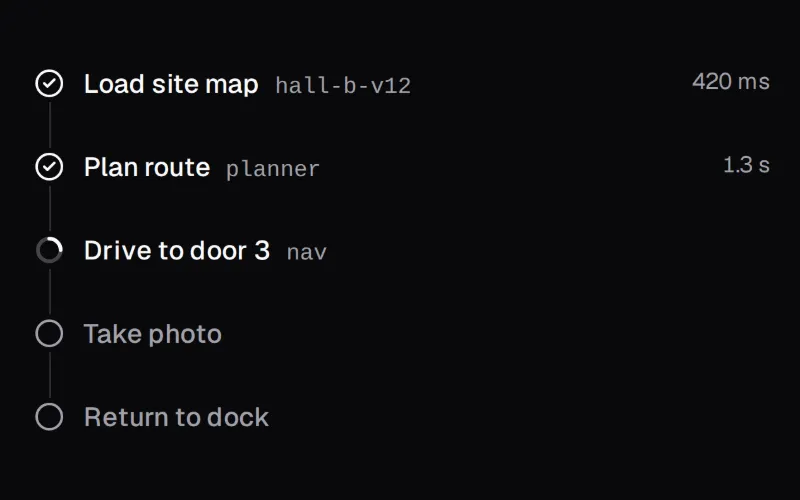 Load site map hall-b-v12 420 ms
Plan route planner 1.3 s
Drive to door 3 nav
Take photo
Return to dock